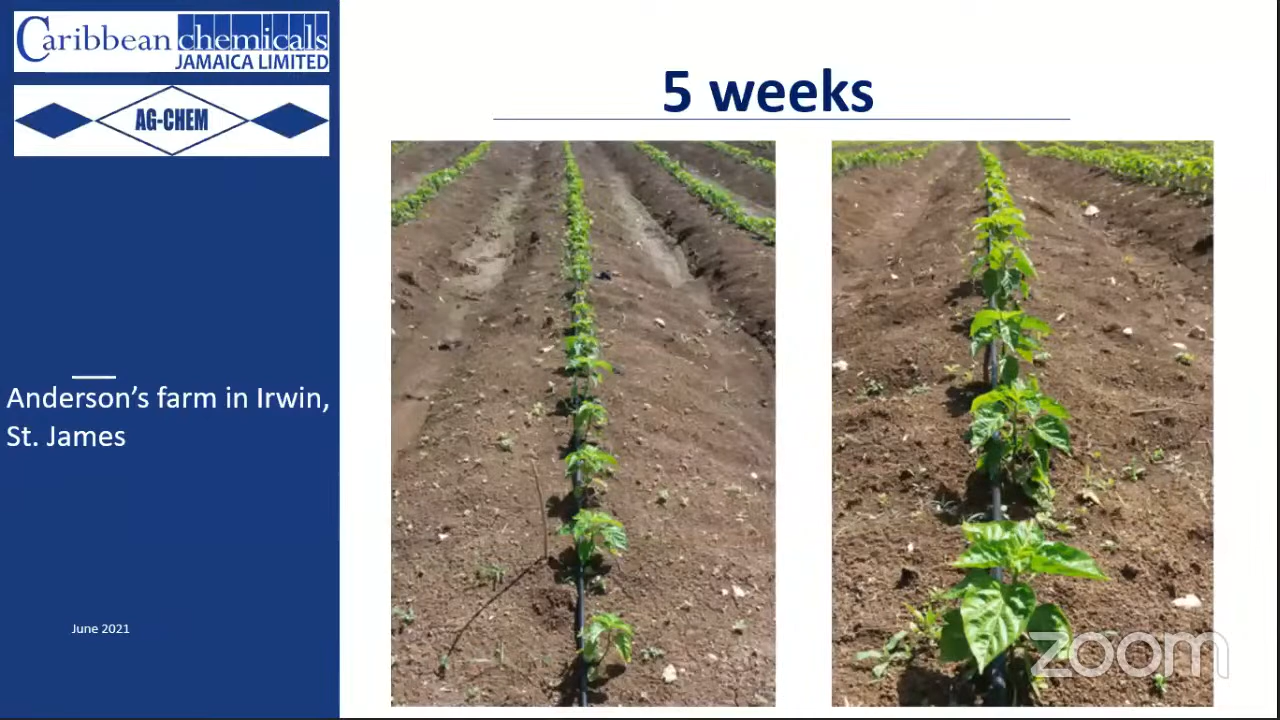 Caribbean chemicals
JAMAICA LIMITED
AG-CHEM
5 weeks
Anderson's farm in Irwin,
St. James
June 2021
zoom